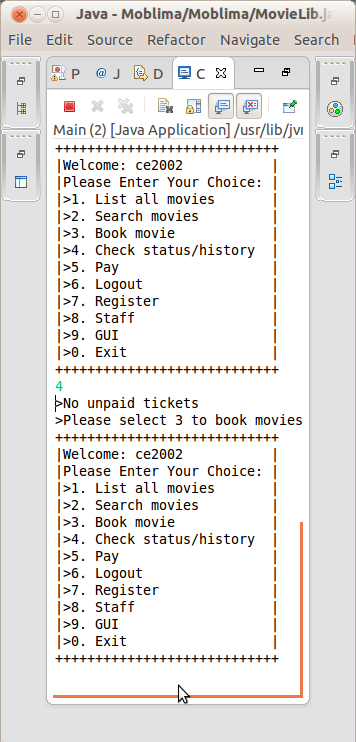 Java - Moblima/Moblima/MovieLib.ja
File Edit Source Refactor Navigate Search
P @ J D C
Main (2) [Java Application] /usr/lib/jvm
++++++++++++++++++++++++++++
|Welcome: ce2002           |
|Please Enter Your Choice: |
|>1. List all movies       |
|>2. Search movies         |
|>3. Book movie            |
|>4. Check status/history  |
|>5. Pay                   |
|>6. Logout                |
|>7. Register              |
|>8. Staff                 |
|>9. GUI                   |
|>0. Exit                  |
++++++++++++++++++++++++++++
4
>No unpaid tickets
>Please select 3 to book movies
++++++++++++++++++++++++++++
|Welcome: ce2002           |
|Please Enter Your Choice: |
|>1. List all movies       |
|>2. Search movies         |
|>3. Book movie            |
|>4. Check status/history  |
|>5. Pay                   |
|>6. Logout                |
|>7. Register              |
|>8. Staff                 |
|>9. GUI                   |
|>0. Exit                  |
++++++++++++++++++++++++++++